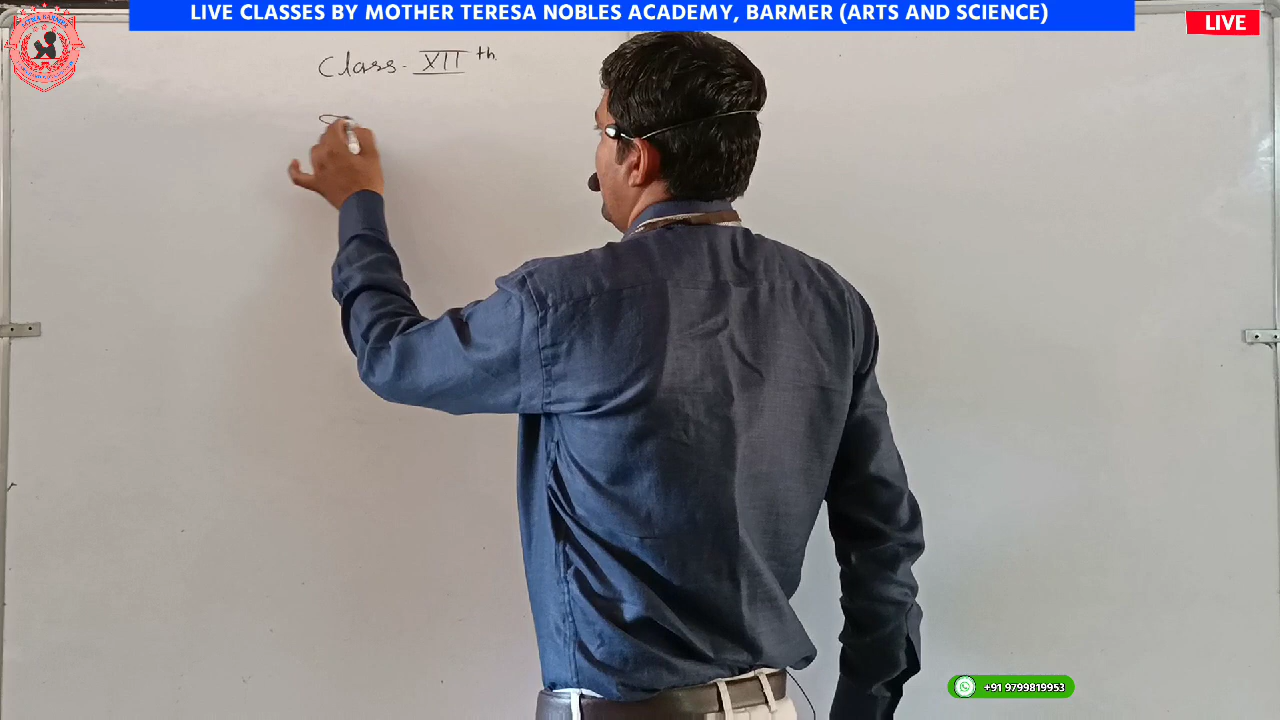 LIVE CLASSES BY MOTHER TERESA NOBLES ACADEMY, BARMER (ARTS AND SCIENCE)
LIVE
Class - XII th
+91 9799819953